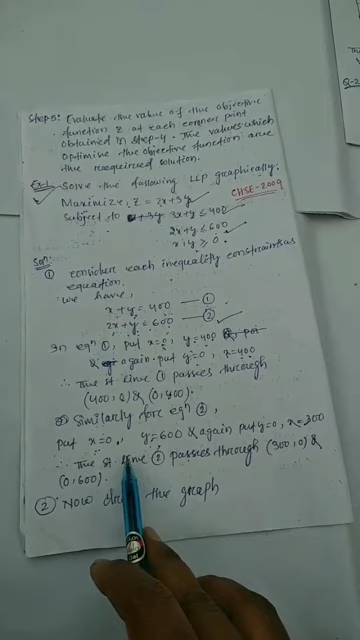 Step 5: Evaluate the value of the objective
function Z at each corner point
obtained in Step-4. The values which
Optimise the objective function are
the required solution.
Ex-1 Solve the following LLP graphically:
Maximize, Z = 2x+3y
CHSE-2009
Subject to x+y ≤ 400
2x+y ≤ 600
x, y ≥ 0.
Sol:
① consider each inequality constraints as
equation.
we have,
x+y = 400 — ①
2x+y = 600 — ②
In eqn ①, put x=0, y=400
& again put y=0, x=400
∴ The st line ① passes through
(400, 0) & (0, 400).
Similarly for eqn ②,
put x=0, y=600 & again put y=0, x=300
∴ The st line ② passes through (300, 0) &
(0, 600).
② Now draw the graph